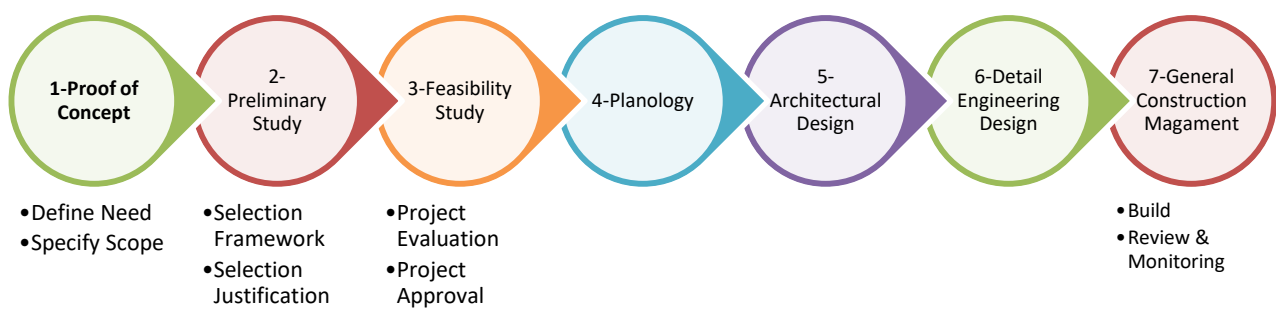 1-Proof of
Concept
2-
Preliminary
Study
3-Feasibility
Study
4-Planology
5-
Architectural
Design
6-Detail
Engineering
Design
7-General
Construction
Magament
•Define Need
•Specify Scope
•Selection
Framework
•Selection
Justification
•Project
Evaluation
•Project
Approval
•Build
•Review &
Monitoring